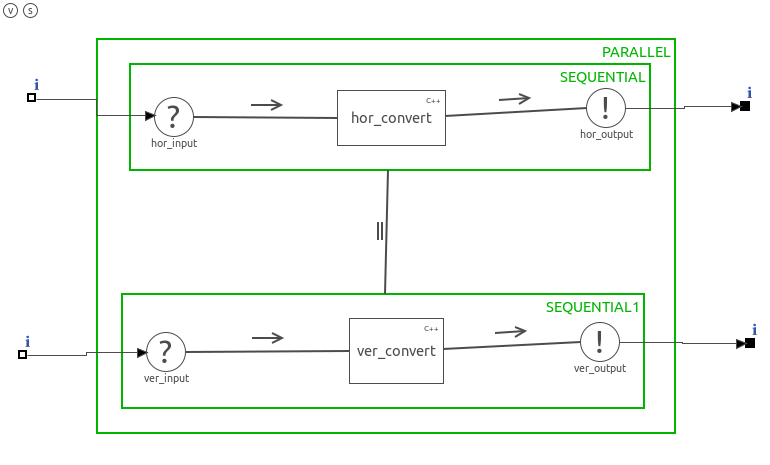 v s
PARALLEL
i
SEQUENTIAL
i
C++
? hor_convert !
hor_input
hor_output
||
SEQUENTIAL1
i
i
C++
? ver_convert !
ver_input
ver_output